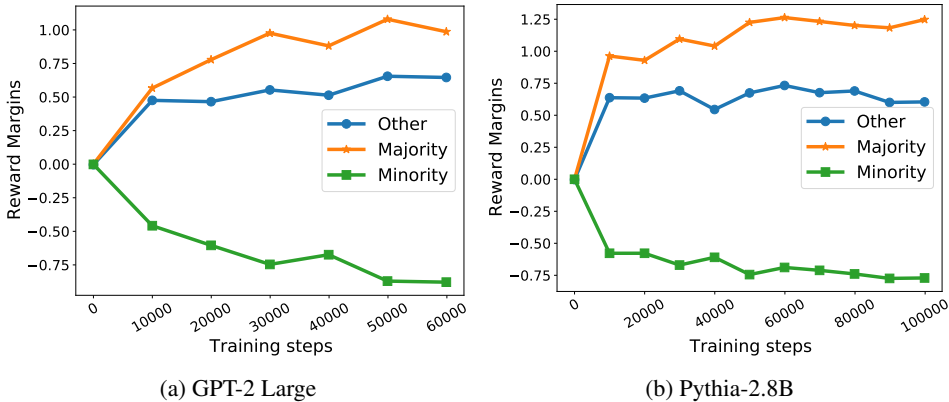 1.00
0.75
0.50
0.25
0.00
−0.25
−0.50
−0.75
Reward Margins
Other
Majority
Minority
0
10000
20000
30000
40000
50000
60000
Training steps
(a) GPT-2 Large
1.25
1.00
0.75
0.50
0.25
0.00
−0.25
−0.50
−0.75
Reward Margins
Other
Majority
Minority
0
20000
40000
60000
80000
100000
Training steps
(b) Pythia-2.8B